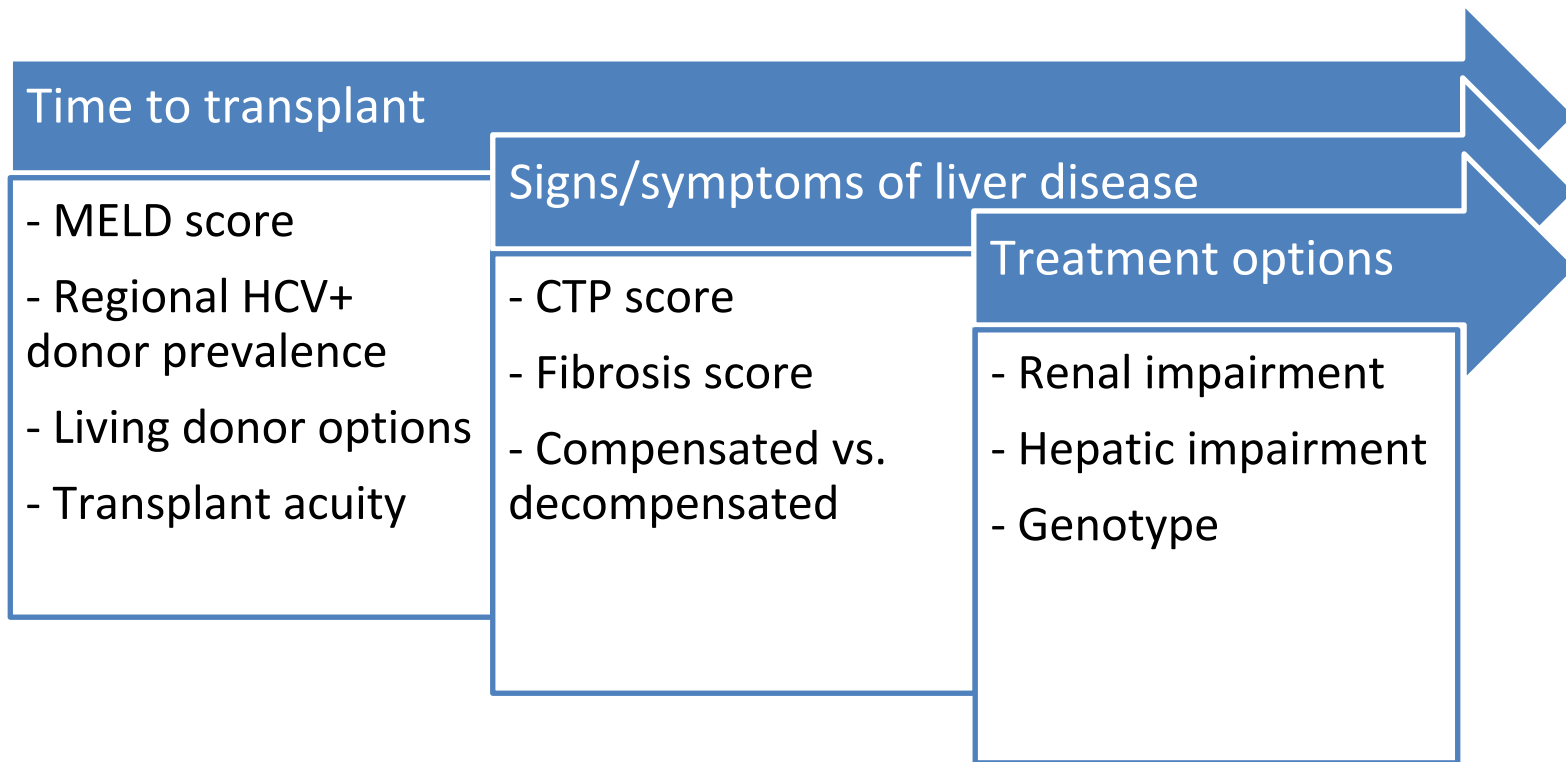 Time to transplant
- MELD score
- Regional HCV+
donor prevalence
- Living donor options
- Transplant acuity
Signs/symptoms of liver disease
- CTP score
- Fibrosis score
- Compensated vs.
decompensated
Treatment options
- Renal impairment
- Hepatic impairment
- Genotype